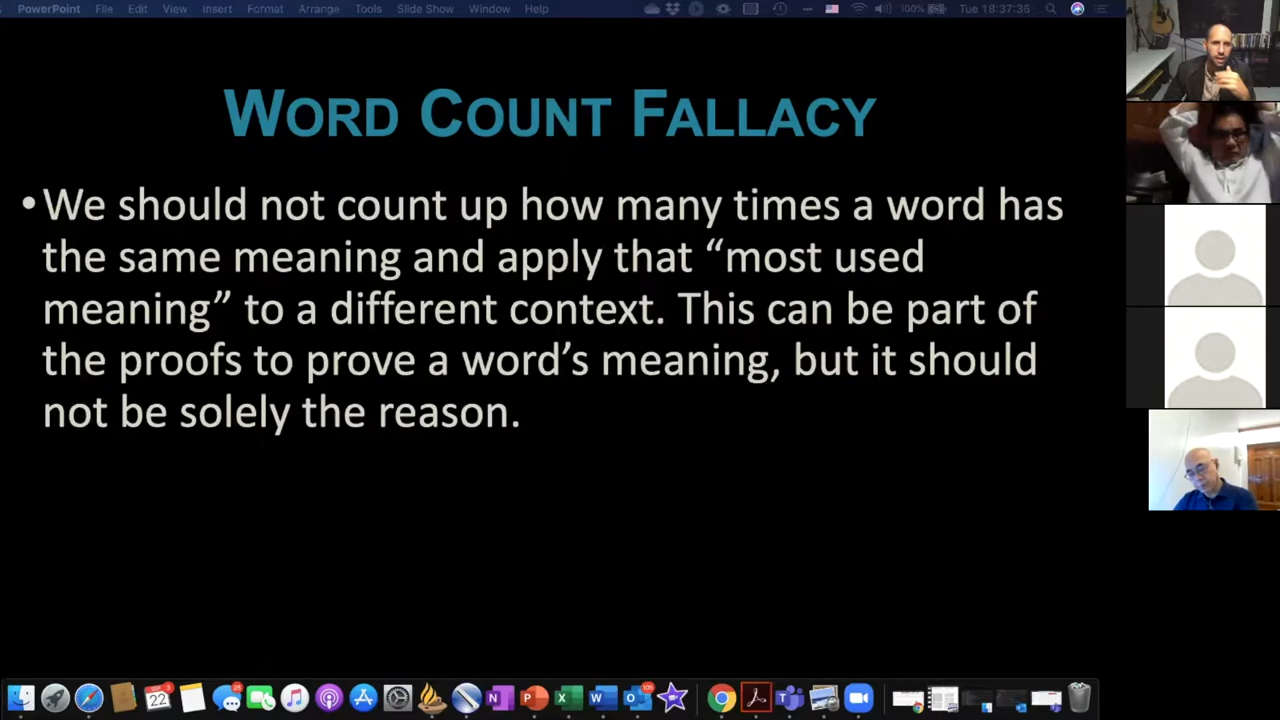 PowerPoint File Edit View Insert Format Arrange Tools Slide Show Window Help 100% Tue 18:37:35
WORD COUNT FALLACY
•We should not count up how many times a word has
the same meaning and apply that “most used
meaning” to a different context. This can be part of
the proofs to prove a word’s meaning, but it should
not be solely the reason.
22